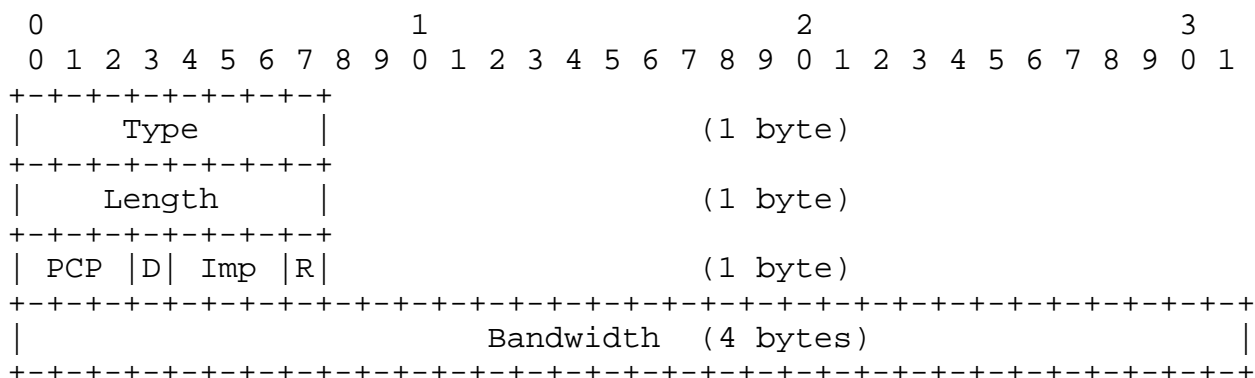 0                   1                   2                   3
 0 1 2 3 4 5 6 7 8 9 0 1 2 3 4 5 6 7 8 9 0 1 2 3 4 5 6 7 8 9 0 1
+-+-+-+-+-+-+-+-+
|     Type      |                   (1 byte)
+-+-+-+-+-+-+-+-+
|    Length     |                   (1 byte)
+-+-+-+-+-+-+-+-+
| PCP |D| Imp |R|                   (1 byte)
+-+-+-+-+-+-+-+-+-+-+-+-+-+-+-+-+-+-+-+-+-+-+-+-+-+-+-+-+-+-+-+-+
|                        Bandwidth  (4 bytes)                   |
+-+-+-+-+-+-+-+-+-+-+-+-+-+-+-+-+-+-+-+-+-+-+-+-+-+-+-+-+-+-+-+-+